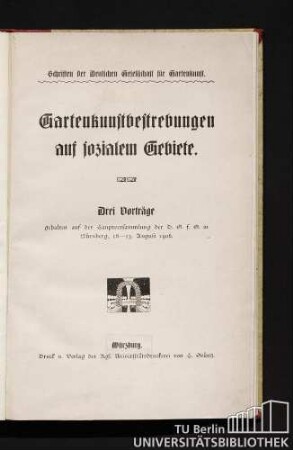 Schriften der Deutschen Gesellschaft für Gartenkunst.
Gartenkunstbestrebungen
auf sozialem Gebiete.
Drei Vorträge
gehalten auf der Hauptversammlung der D. G. f. G. in
Nürnberg, 18—23. August 1906.
Würzburg.
Druck u. Verlag der Kgl. Universitätsdruckerei von H. Stürtz.
TU Berlin
UNIVERSITÄTSBIBLIOTHEK